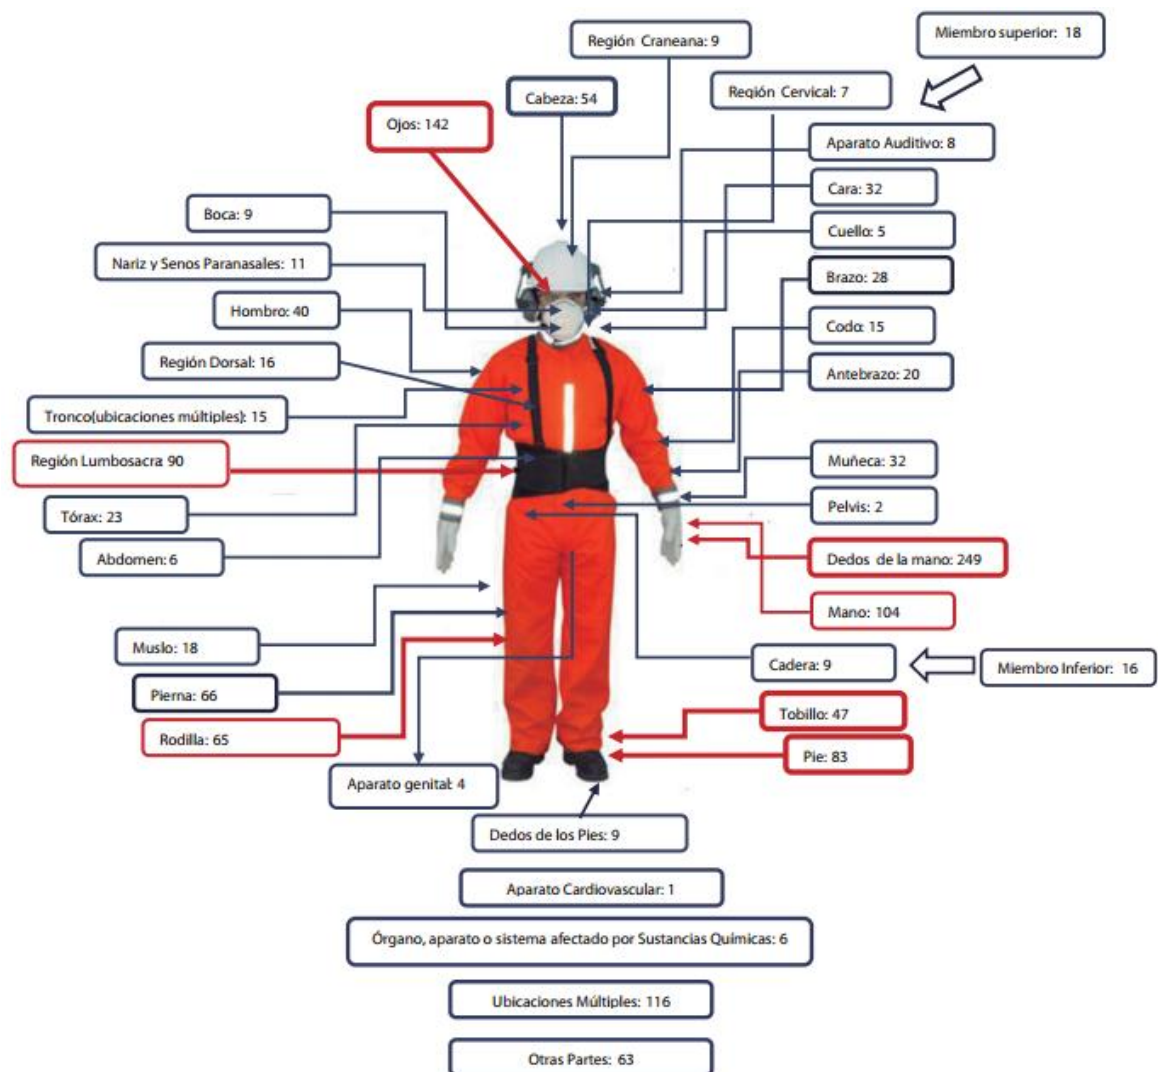 Región Craneana: 9
Miembro superior: 18
Cabeza: 54
Región Cervical: 7
Ojos: 142
Aparato Auditivo: 8
Cara: 32
Boca: 9
Cuello: 5
Nariz y Senos Paranasales: 11
Brazo: 28
Hombro: 40
Codo: 15
Región Dorsal: 16
Antebrazo: 20
Tronco(ubicaciones múltiples): 15
Región Lumbosacra: 90
Muñeca: 32
Tórax: 23
Pelvis: 2
Abdomen: 6
Dedos de la mano: 249
Mano: 104
Muslo: 18
Cadera: 9
Miembro Inferior: 16
Pierna: 66
Tobillo: 47
Rodilla: 65
Pie: 83
Aparato genital: 4
Dedos de los Pies: 9
Aparato Cardiovascular: 1
Órgano, aparato o sistema afectado por Sustancias Químicas: 6
Ubicaciones Múltiples: 116
Otras Partes: 63